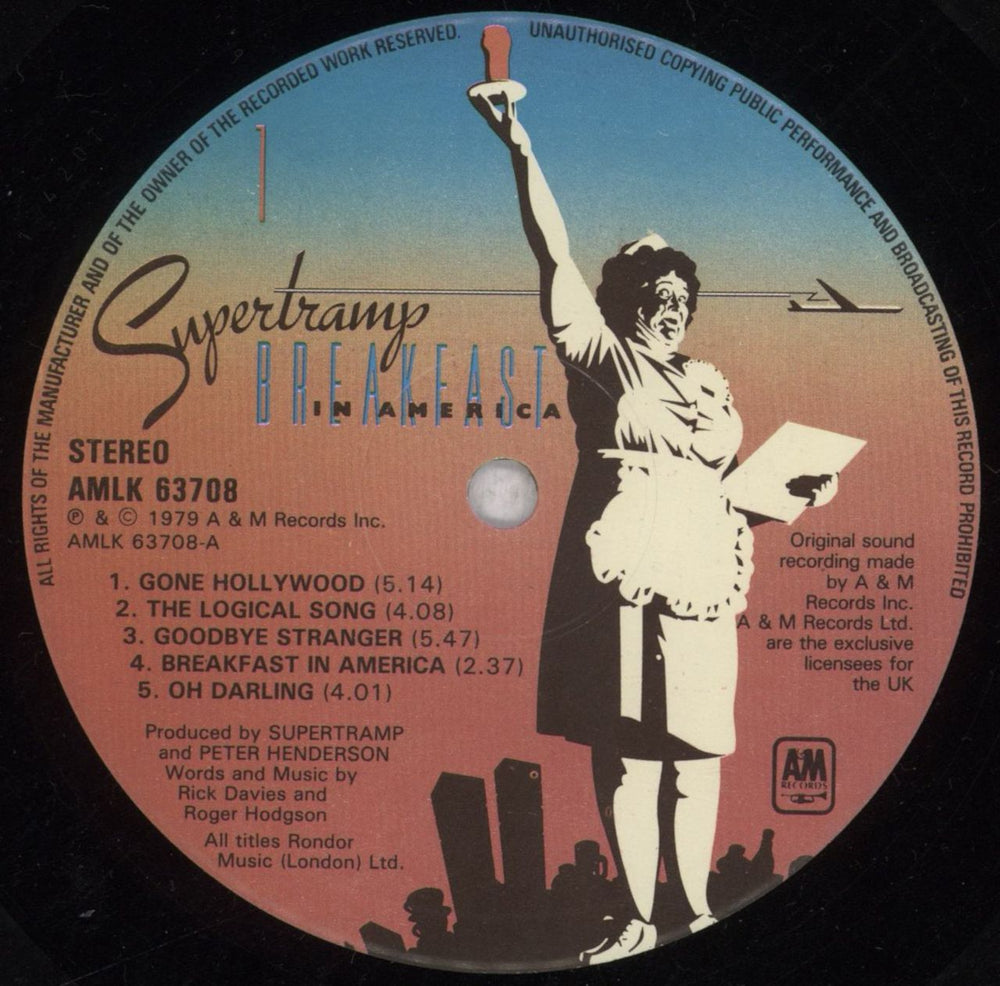 ALL RIGHTS OF THE MANUFACTURER AND OF THE OWNER OF THE RECORDED WORK RESERVED.
UNAUTHORISED COPYING PUBLIC PERFORMANCE AND BROADCASTING OF THIS RECORD PROHIBITED
1
Supertramp
BREAKFAST
IN AMERICA
STEREO
AMLK 63708
℗ & © 1979 A & M Records Inc.
AMLK 63708-A
1. GONE HOLLYWOOD (5.14)
2. THE LOGICAL SONG (4.08)
3. GOODBYE STRANGER (5.47)
4. BREAKFAST IN AMERICA (2.37)
5. OH DARLING (4.01)
Produced by SUPERTRAMP
and PETER HENDERSON
Words and Music by
Rick Davies and
Roger Hodgson
All titles Rondor
Music (London) Ltd.
Original sound
recording made
by A & M
Records Inc.
A & M Records Ltd.
are the exclusive
licensees for
the UK
A&M
RECORDS